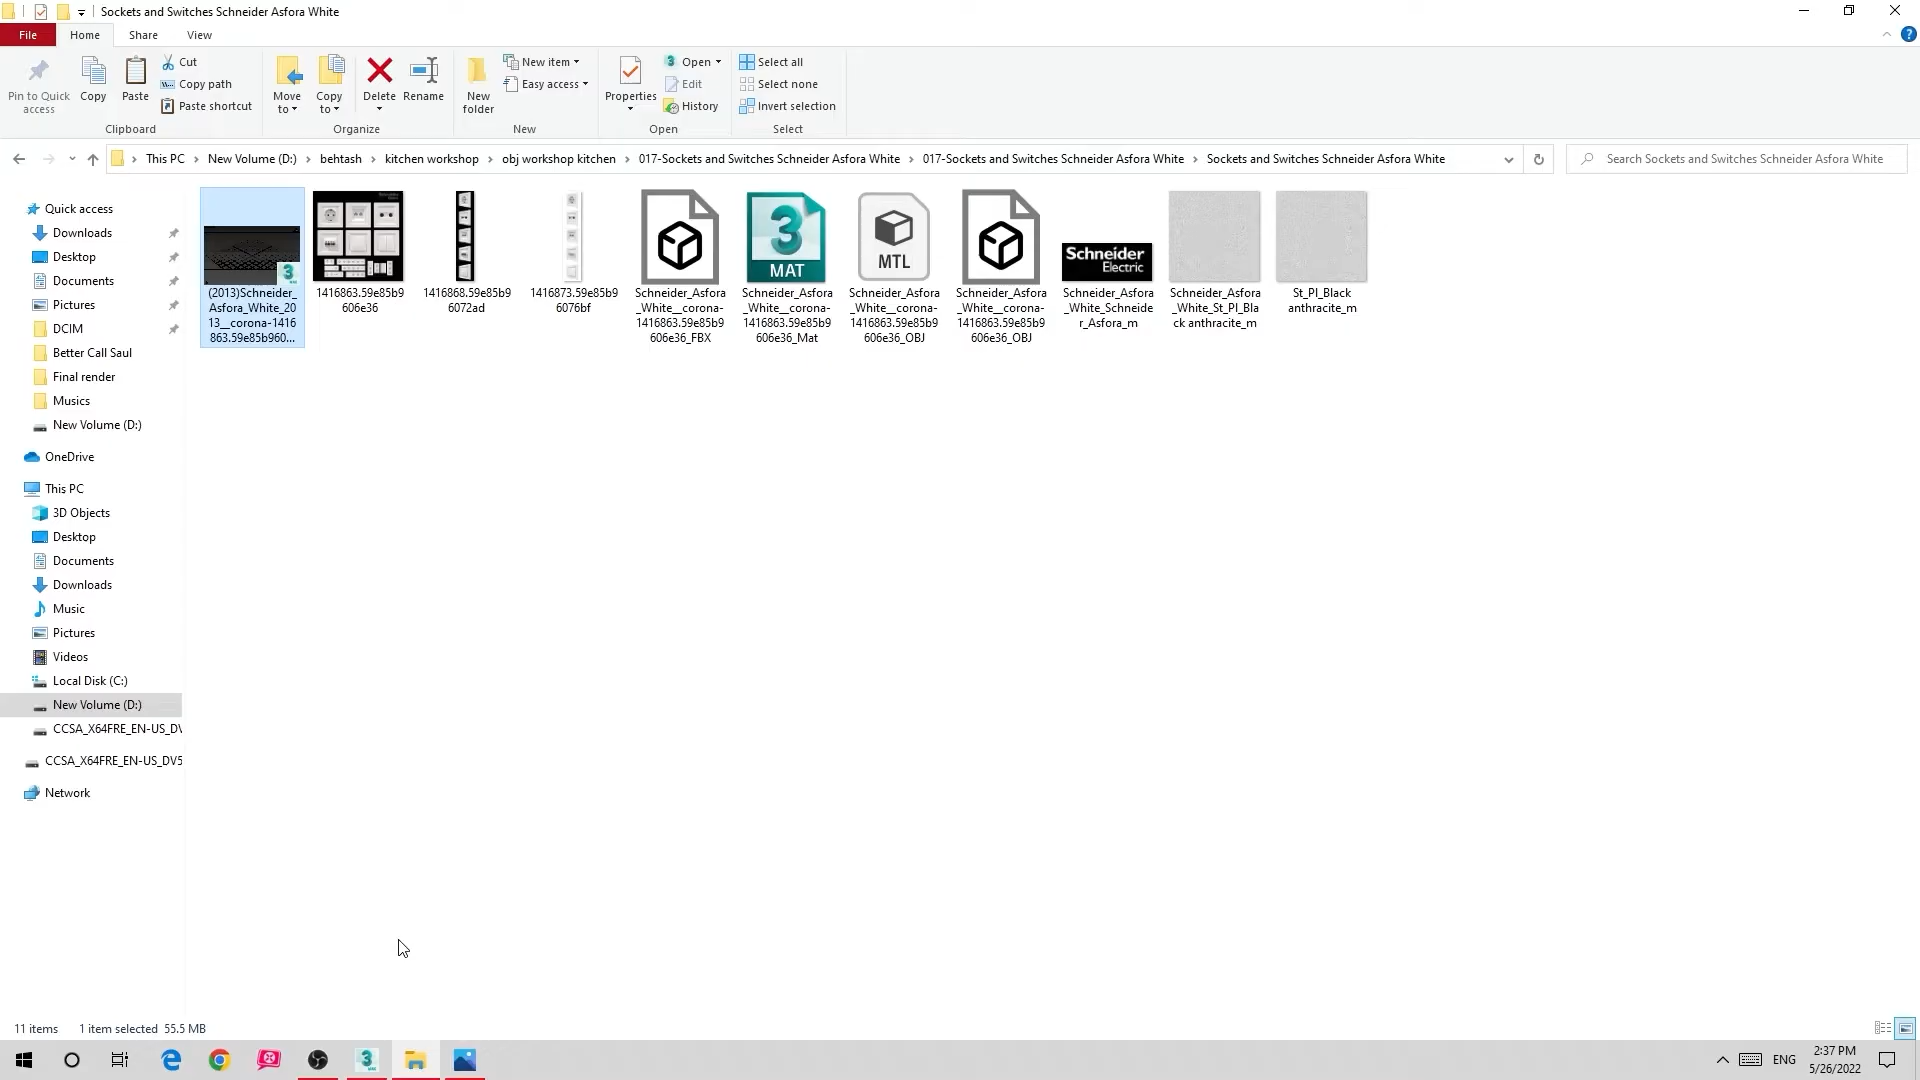 Sockets and Switches Schneider Asfora White
File Home Share View
Pin to Quick access
Copy
Paste
Cut
Copy path
Paste shortcut
Clipboard
Move to
Copy to
Delete
Rename
Organize
New folder
New item
Easy access
New
Properties
Open
Edit
History
Open
Select all
Select none
Invert selection
Select
This PC > New Volume (D:) > behtash > kitchen workshop > obj workshop kitchen > 017-Sockets and Switches Schneider Asfora White > 017-Sockets and Switches Schneider Asfora White > Sockets and Switches Schneider Asfora White
Search Sockets and Switches Schneider Asfora White
Quick access
Downloads
Desktop
Documents
Pictures
DCIM
Better Call Saul
Final render
Musics
New Volume (D:)
OneDrive
This PC
3D Objects
Desktop
Documents
Downloads
Music
Pictures
Videos
Local Disk (C:)
New Volume (D:)
CCSA_X64FRE_EN-US_DV
CCSA_X64FRE_EN-US_DV5
Network
(2013)Schneider_
Asfora_White_20
13__corona-1416
863.59e85b960...
1416863.59e85b9
606e36
1416868.59e85b9
6072ad
1416873.59e85b9
6076bf
Schneider_Asfora
_White__corona-
1416863.59e85b9
606e36_FBX
MAT
Schneider_Asfora
_White__corona-
1416863.59e85b9
606e36_Mat
MTL
Schneider_Asfora
_White__corona-
1416863.59e85b9
606e36_OBJ
Schneider_Asfora
_White__corona-
1416863.59e85b9
606e36_OBJ
Schneider
Electric
Schneider_Asfora
_White_Schneide
r_Asfora_m
Schneider_Asfora
_White_St_Pl_Bla
ck anthracite_m
St_Pl_Black
anthracite_m
11 items 1 item selected 55.5 MB
ENG
2:37 PM
5/26/2022